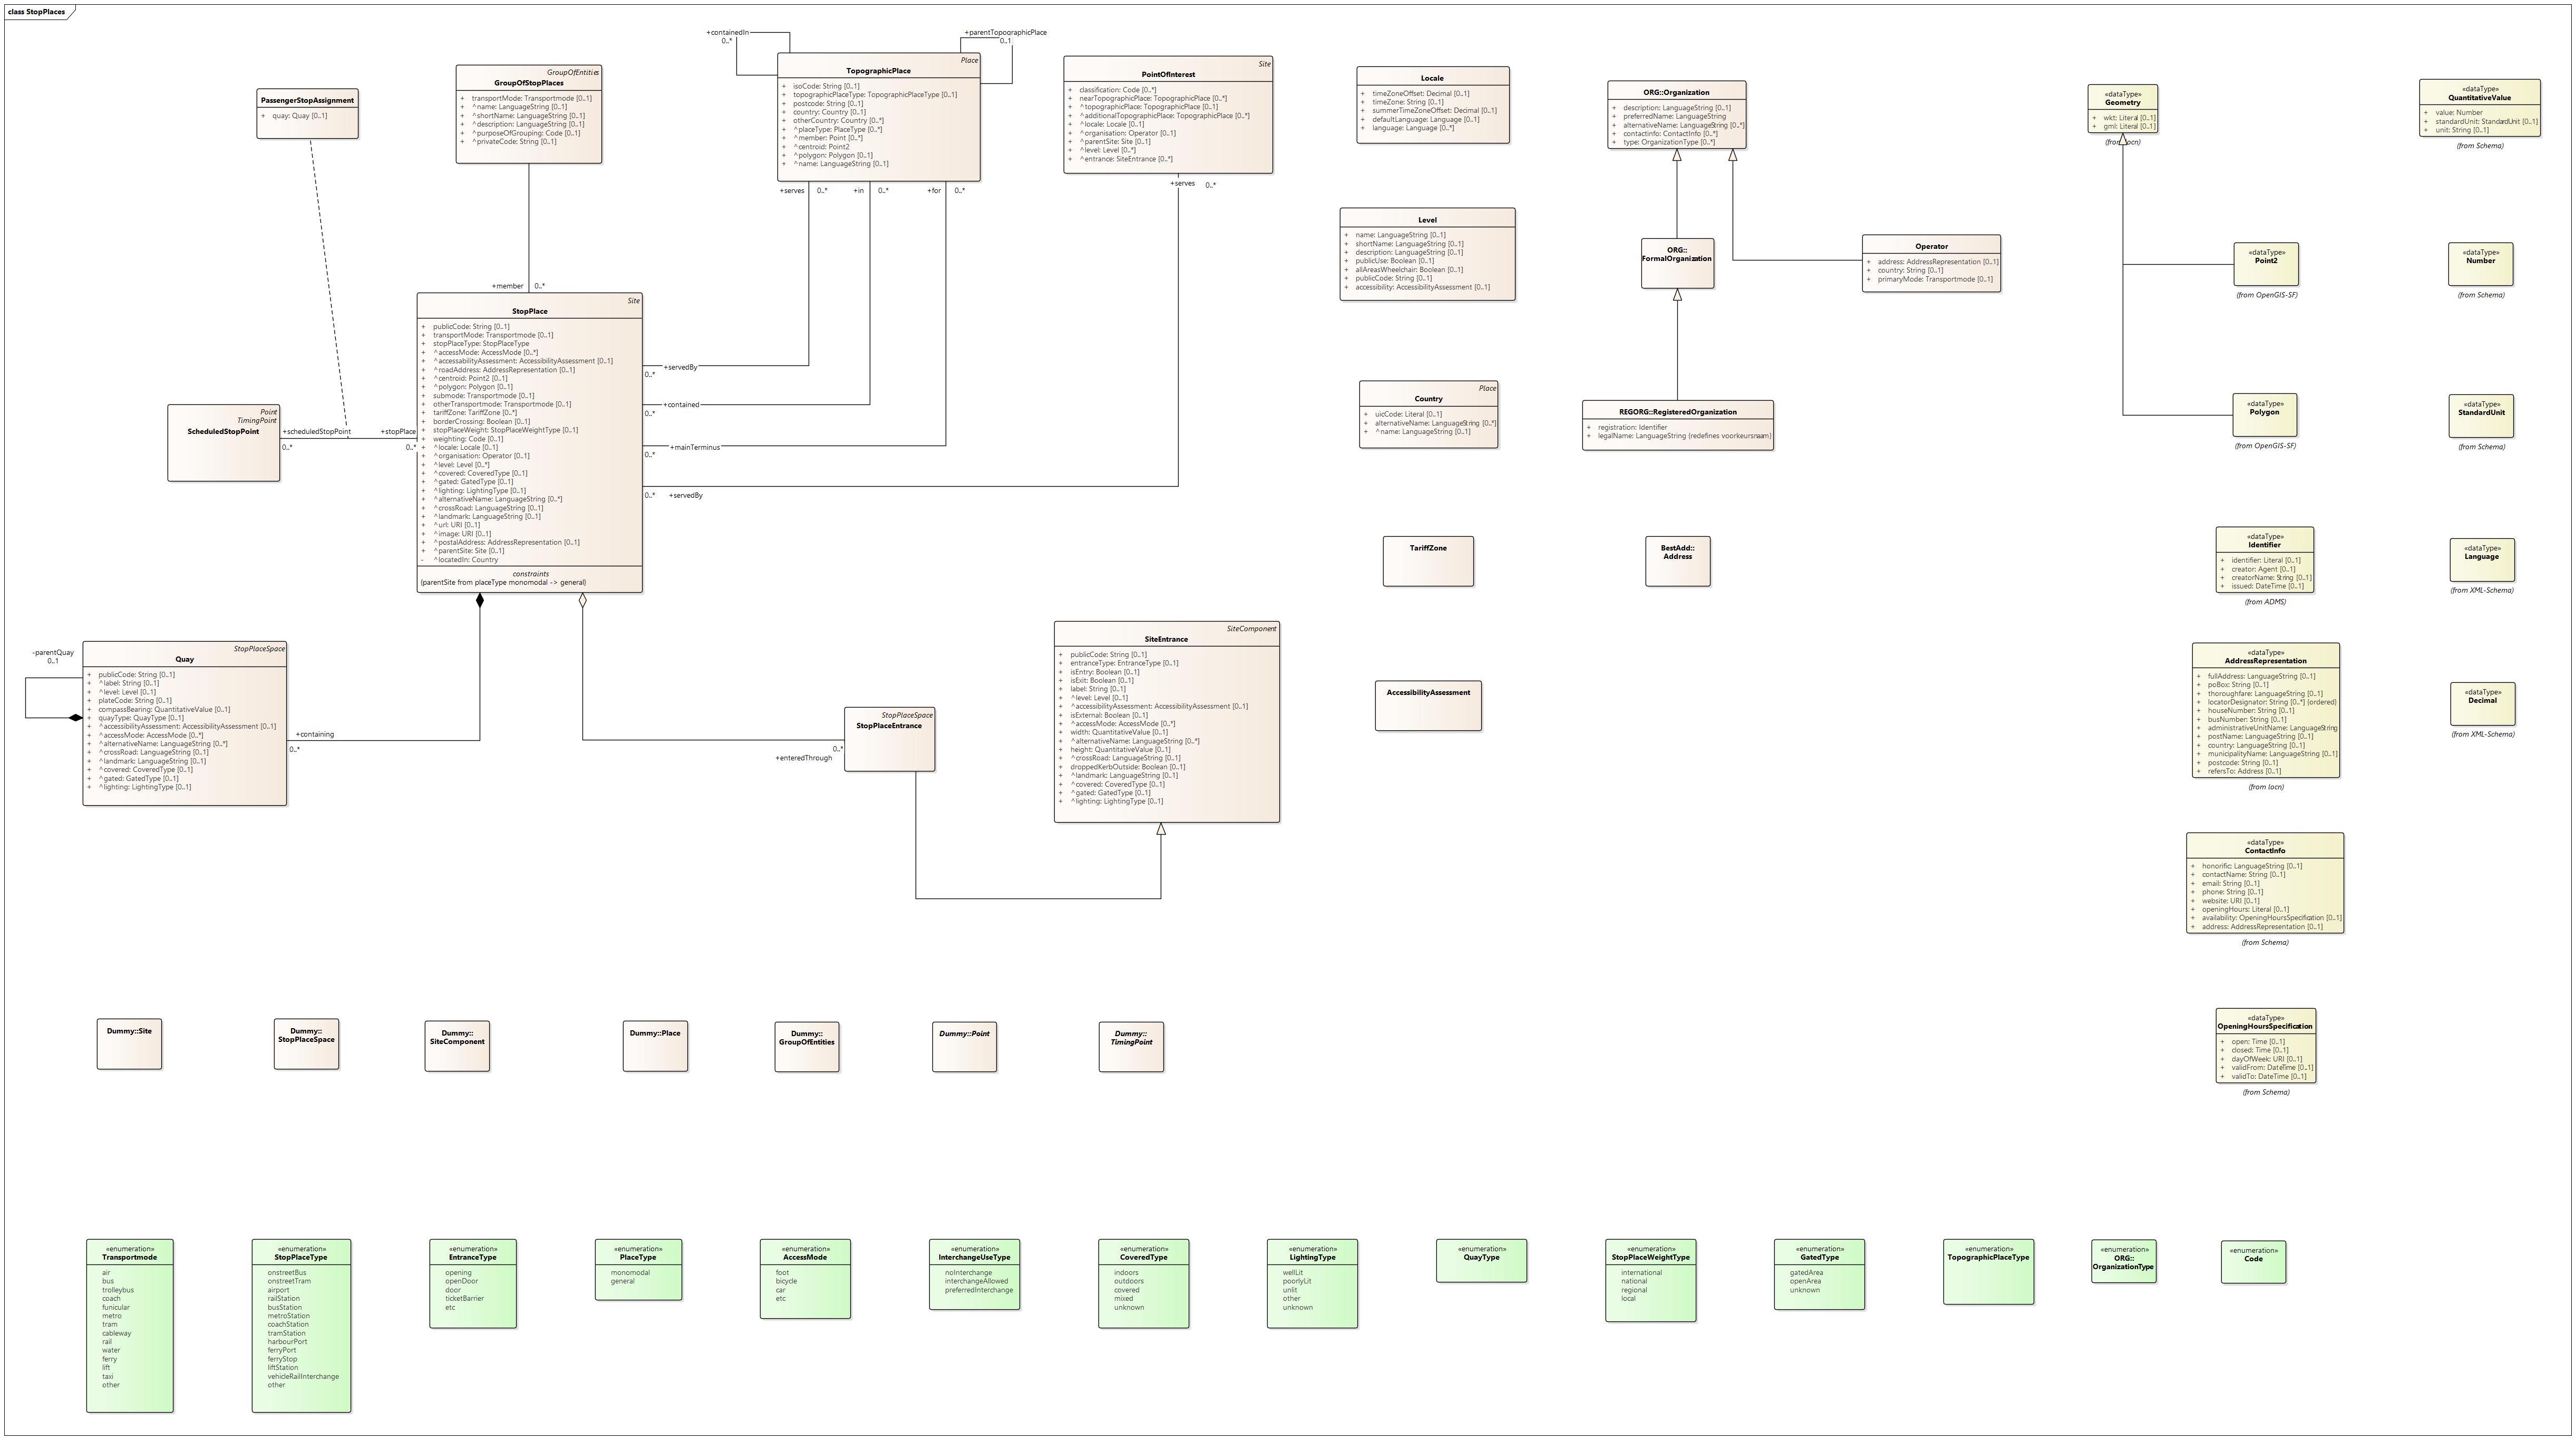 class StopPlaces
+containedIn
0..*
+parentTopographicPlace
0..1
PassengerStopAssignment
+ quay: Quay [0..1]
GroupOfEntities
GroupOfStopPlaces
+ transportMode: Transportmode [0..1]
+ ^name: LanguageString [0..1]
+ ^shortName: LanguageString [0..1]
+ ^description: LanguageString [0..1]
+ ^purposeOfGrouping: Code [0..1]
+ ^privateCode: String [0..1]
Place
TopographicPlace
+ isoCode: String [0..1]
+ topographicPlaceType: TopographicPlaceType [0..1]
+ postcode: String [0..1]
+ country: Country [0..1]
+ otherCountry: Country [0..*]
+ ^placeType: PlaceType [0..*]
+ ^member: Point [0..*]
+ ^centroid: Point2
+ ^polygon: Polygon [0..1]
+ ^name: LanguageString [0..1]
+serves 0..* +in 0..* +for 0..*
Site
PointOfInterest
+ classification: Code [0..*]
+ nearTopographicPlace: TopographicPlace [0..*]
+ ^topographicPlace: TopographicPlace [0..1]
+ ^additionalTopographicPlace: TopographicPlace [0..*]
+ ^locale: Locale [0..1]
+ ^organisation: Operator [0..1]
+ ^parentSite: Site [0..1]
+ ^level: Level [0..*]
+ ^entrance: SiteEntrance [0..*]
+serves 0..*
Locale
+ timeZoneOffset: Decimal [0..1]
+ timeZone: String [0..1]
+ summerTimeZoneOffset: Decimal [0..1]
+ defaultLanguage: Language [0..1]
+ language: Language [0..*]
ORG::Organization
+ description: LanguageString [0..1]
+ preferredName: LanguageString
+ alternativeName: LanguageString [0..*]
+ contactinfo: ContactInfo [0..*]
+ type: OrganizationType [0..*]
«dataType»
Geometry
+ wkt: Literal [0..1]
+ gml: Literal [0..1]
(from locn)
«dataType»
QuantitativeValue
+ value: Number
+ standardUnit: StandardUnit [0..1]
+ unit: String [0..1]
(from Schema)
Level
+ name: LanguageString [0..1]
+ shortName: LanguageString [0..1]
+ description: LanguageString [0..1]
+ publicUse: Boolean [0..1]
+ allAreasWheelchair: Boolean [0..1]
+ publicCode: String [0..1]
+ accessibility: AccessibilityAssessment [0..1]
ORG::
FormalOrganization
Operator
+ address: AddressRepresentation [0..1]
+ country: String [0..1]
+ primaryMode: Transportmode [0..1]
«dataType»
Point2
(from OpenGIS-SF)
«dataType»
Number
(from Schema)
+member 0..*
Site
StopPlace
+ publicCode: String [0..1]
+ transportMode: Transportmode [0..1]
+ stopPlaceType: StopPlaceType
+ ^accessMode: AccessMode [0..*]
+ ^accessabilityAssessment: AccessibilityAssessment [0..1]
+ ^roadAddress: AddressRepresentation [0..1]
+ ^centroid: Point2 [0..1]
+ ^polygon: Polygon [0..1]
+ submode: Transportmode [0..1]
+ otherTransportmode: Transportmode [0..1]
+ tariffZone: TariffZone [0..*]
+ borderCrossing: Boolean [0..1]
+ stopPlaceWeight: StopPlaceWeightType [0..1]
+ weighting: Code [0..1]
+ ^locale: Locale [0..1]
+ ^organisation: Operator [0..1]
+ ^level: Level [0..*]
+ ^covered: CoveredType [0..1]
+ ^gated: GatedType [0..1]
+ ^lighting: LightingType [0..1]
+ ^alternativeName: LanguageString [0..*]
+ ^crossRoad: LanguageString [0..1]
+ ^landmark: LanguageString [0..1]
+ ^url: URI [0..1]
+ ^image: URI [0..1]
+ ^postalAddress: AddressRepresentation [0..1]
+ ^parentSite: Site [0..1]
- ^locatedIn: Country
constraints
{parentSite from placeType monomodal -> general}
+servedBy
0..*
+contained
0..*
+mainTerminus
0..*
0..* +servedBy
Point
TimingPoint
ScheduledStopPoint
+scheduledStopPoint
0..*
+stopPlace
0..*
Place
Country
+ uicCode: Literal [0..1]
+ alternativeName: LanguageString [0..*]
+ ^name: LanguageString [0..1]
REGORG::RegisteredOrganization
+ registration: Identifier
+ legalName: LanguageString {redefines voorkeursnaam}
«dataType»
Polygon
(from OpenGIS-SF)
«dataType»
StandardUnit
(from Schema)
TariffZone
BestAdd::
Address
«dataType»
Identifier
+ identifier: Literal [0..1]
+ creator: Agent [0..1]
+ creatorName: String [0..1]
+ issued: DateTime [0..1]
(from ADMS)
«dataType»
Language
(from XML-Schema)
-parentQuay
0..1
StopPlaceSpace
Quay
+ publicCode: String [0..1]
+ ^label: String [0..1]
+ ^level: Level [0..1]
+ plateCode: String [0..1]
+ compassBearing: QuantitativeValue [0..1]
+ quayType: QuayType [0..1]
+ ^accessibilityAssessment: AccessibilityAssessment [0..1]
+ ^accessMode: AccessMode [0..*]
+ ^alternativeName: LanguageString [0..*]
+ ^crossRoad: LanguageString [0..1]
+ ^landmark: LanguageString [0..1]
+ ^covered: CoveredType [0..1]
+ ^gated: GatedType [0..1]
+ ^lighting: LightingType [0..1]
+containing
0..*
StopPlaceSpace
StopPlaceEntrance
0..*
+enteredThrough
SiteComponent
SiteEntrance
+ publicCode: String [0..1]
+ entranceType: EntranceType [0..1]
+ isEntry: Boolean [0..1]
+ isExit: Boolean [0..1]
+ label: String [0..1]
+ ^level: Level [0..1]
+ ^accessibilityAssessment: AccessibilityAssessment [0..1]
+ isExternal: Boolean [0..1]
+ ^accessMode: AccessMode [0..*]
+ width: QuantitativeValue [0..1]
+ ^alternativeName: LanguageString [0..*]
+ height: QuantitativeValue [0..1]
+ ^crossRoad: LanguageString [0..1]
+ droppedKerbOutside: Boolean [0..1]
+ ^landmark: LanguageString [0..1]
+ ^covered: CoveredType [0..1]
+ ^gated: GatedType [0..1]
+ ^lighting: LightingType [0..1]
AccessibilityAssessment
«dataType»
AddressRepresentation
+ fullAddress: LanguageString [0..1]
+ poBox: String [0..1]
+ thoroughfare: LanguageString [0..1]
+ locatorDesignator: String [0..*] {ordered}
+ houseNumber: String [0..1]
+ busNumber: String [0..1]
+ administrativeUnitName: LanguageString
+ postName: LanguageString [0..1]
+ country: LanguageString [0..1]
+ municipalityName: LanguageString [0..1]
+ postcode: String [0..1]
+ refersTo: Address [0..1]
(from locn)
«dataType»
Decimal
(from XML-Schema)
«dataType»
ContactInfo
+ honorific: LanguageString [0..1]
+ contactName: String [0..1]
+ email: String [0..1]
+ phone: String [0..1]
+ website: URI [0..1]
+ openingHours: Literal [0..1]
+ availability: OpeningHoursSpecification [0..1]
+ address: AddressRepresentation [0..1]
(from Schema)
Dummy::Site
Dummy::
StopPlaceSpace
Dummy::
SiteComponent
Dummy::Place
Dummy::
GroupOfEntities
Dummy::Point
Dummy::
TimingPoint
«dataType»
OpeningHoursSpecification
+ open: Time [0..1]
+ closed: Time [0..1]
+ dayOfWeek: URI [0..1]
+ validFrom: DateTime [0..1]
+ validTo: DateTime [0..1]
(from Schema)
«enumeration»
Transportmode
air
bus
trolleybus
coach
funicular
metro
tram
cableway
rail
water
ferry
lift
taxi
other
«enumeration»
StopPlaceType
onstreetBus
onstreetTram
airport
railStation
busStation
metroStation
coachStation
tramStation
harbourPort
ferryPort
ferryStop
liftStation
vehicleRailInterchange
other
«enumeration»
EntranceType
opening
openDoor
door
ticketBarrier
etc
«enumeration»
PlaceType
monomodal
general
«enumeration»
AccessMode
foot
bicycle
car
etc
«enumeration»
InterchangeUseType
noInterchange
interchangeAllowed
preferredInterchange
«enumeration»
CoveredType
indoors
outdoors
covered
mixed
unknown
«enumeration»
LightingType
wellLit
poorlyLit
unlit
other
unknown
«enumeration»
QuayType
«enumeration»
StopPlaceWeightType
international
national
regional
local
«enumeration»
GatedType
gatedArea
openArea
unknown
«enumeration»
TopographicPlaceType
«enumeration»
ORG::
OrganizationType
«enumeration»
Code